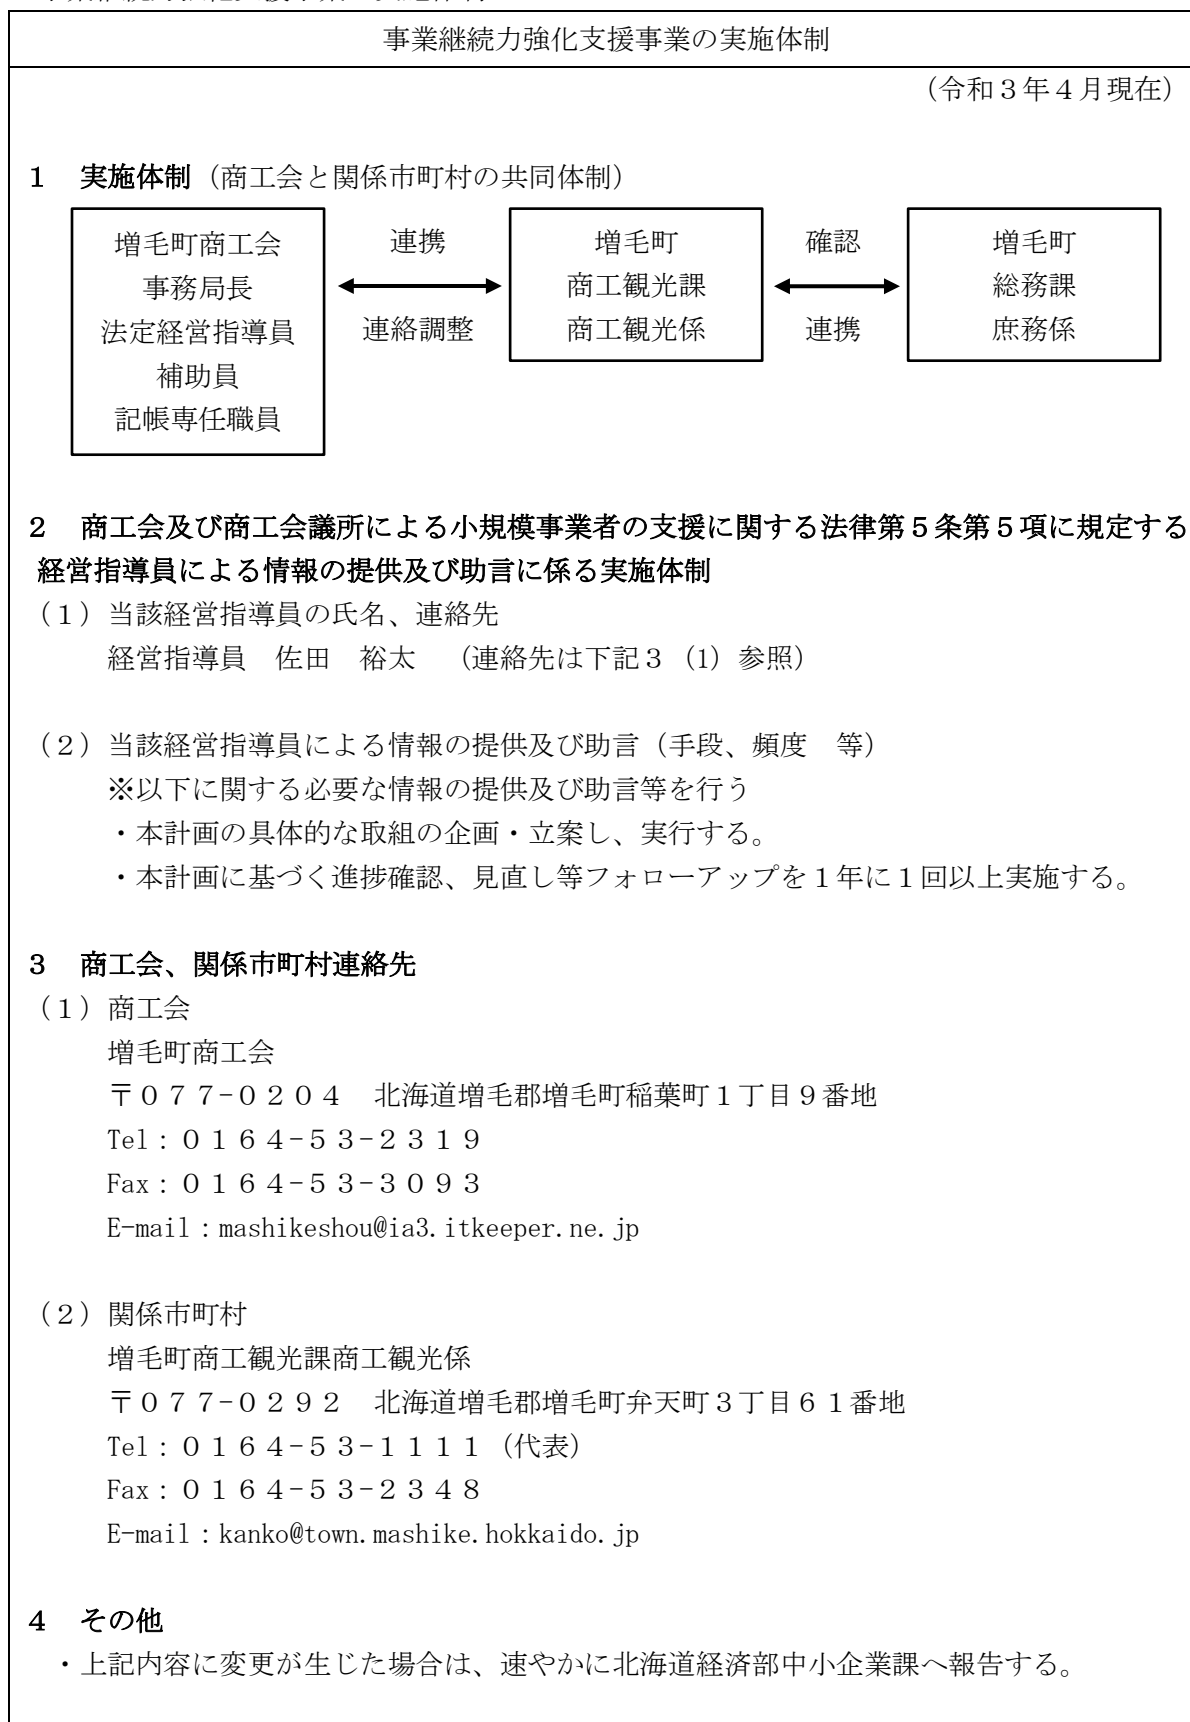 事業継続力強化支援事業の実施体制
（令和３年４月現在）
１　実施体制（商工会と関係市町村の共同体制）
増毛町商工会
事務局長
法定経営指導員
補助員
記帳専任職員
連携
連絡調整
増毛町
商工観光課
商工観光係
確認
連携
増毛町
総務課
庶務係
２　商工会及び商工会議所による小規模事業者の支援に関する法律第５条第５項に規定する
経営指導員による情報の提供及び助言に係る実施体制
（１）当該経営指導員の氏名、連絡先
経営指導員　佐田　裕太　（連絡先は下記３（1）参照）
（２）当該経営指導員による情報の提供及び助言（手段、頻度　等）
※以下に関する必要な情報の提供及び助言等を行う
・本計画の具体的な取組の企画・立案し、実行する。
・本計画に基づく進捗確認、見直し等フォローアップを１年に１回以上実施する。
３　商工会、関係市町村連絡先
（１）商工会
増毛町商工会
〒０７７-０２０４　北海道増毛郡増毛町稲葉町１丁目９番地
Tel：０１６４-５３-２３１９
Fax：０１６４-５３-３０９３
E-mail：mashikeshou@ia3.itkeeper.ne.jp
（２）関係市町村
増毛町商工観光課商工観光係
〒０７７-０２９２　北海道増毛郡増毛町弁天町３丁目６１番地
Tel：０１６４-５３-１１１１（代表）
Fax：０１６４-５３-２３４８
E-mail：kanko@town.mashike.hokkaido.jp
４　その他
・上記内容に変更が生じた場合は、速やかに北海道経済部中小企業課へ報告する。